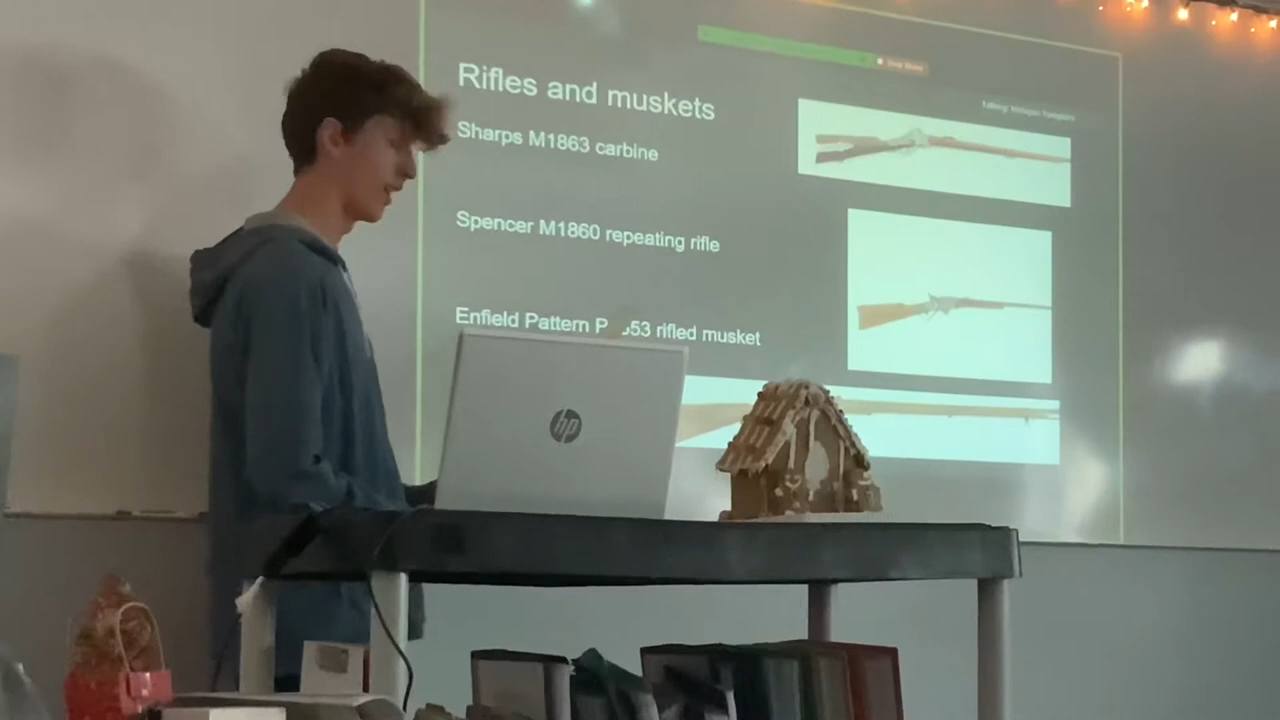 Rifles and muskets
Sharps M1863 carbine
Spencer M1860 repeating rifle
Enfield Pattern P 53 rifled musket
hp